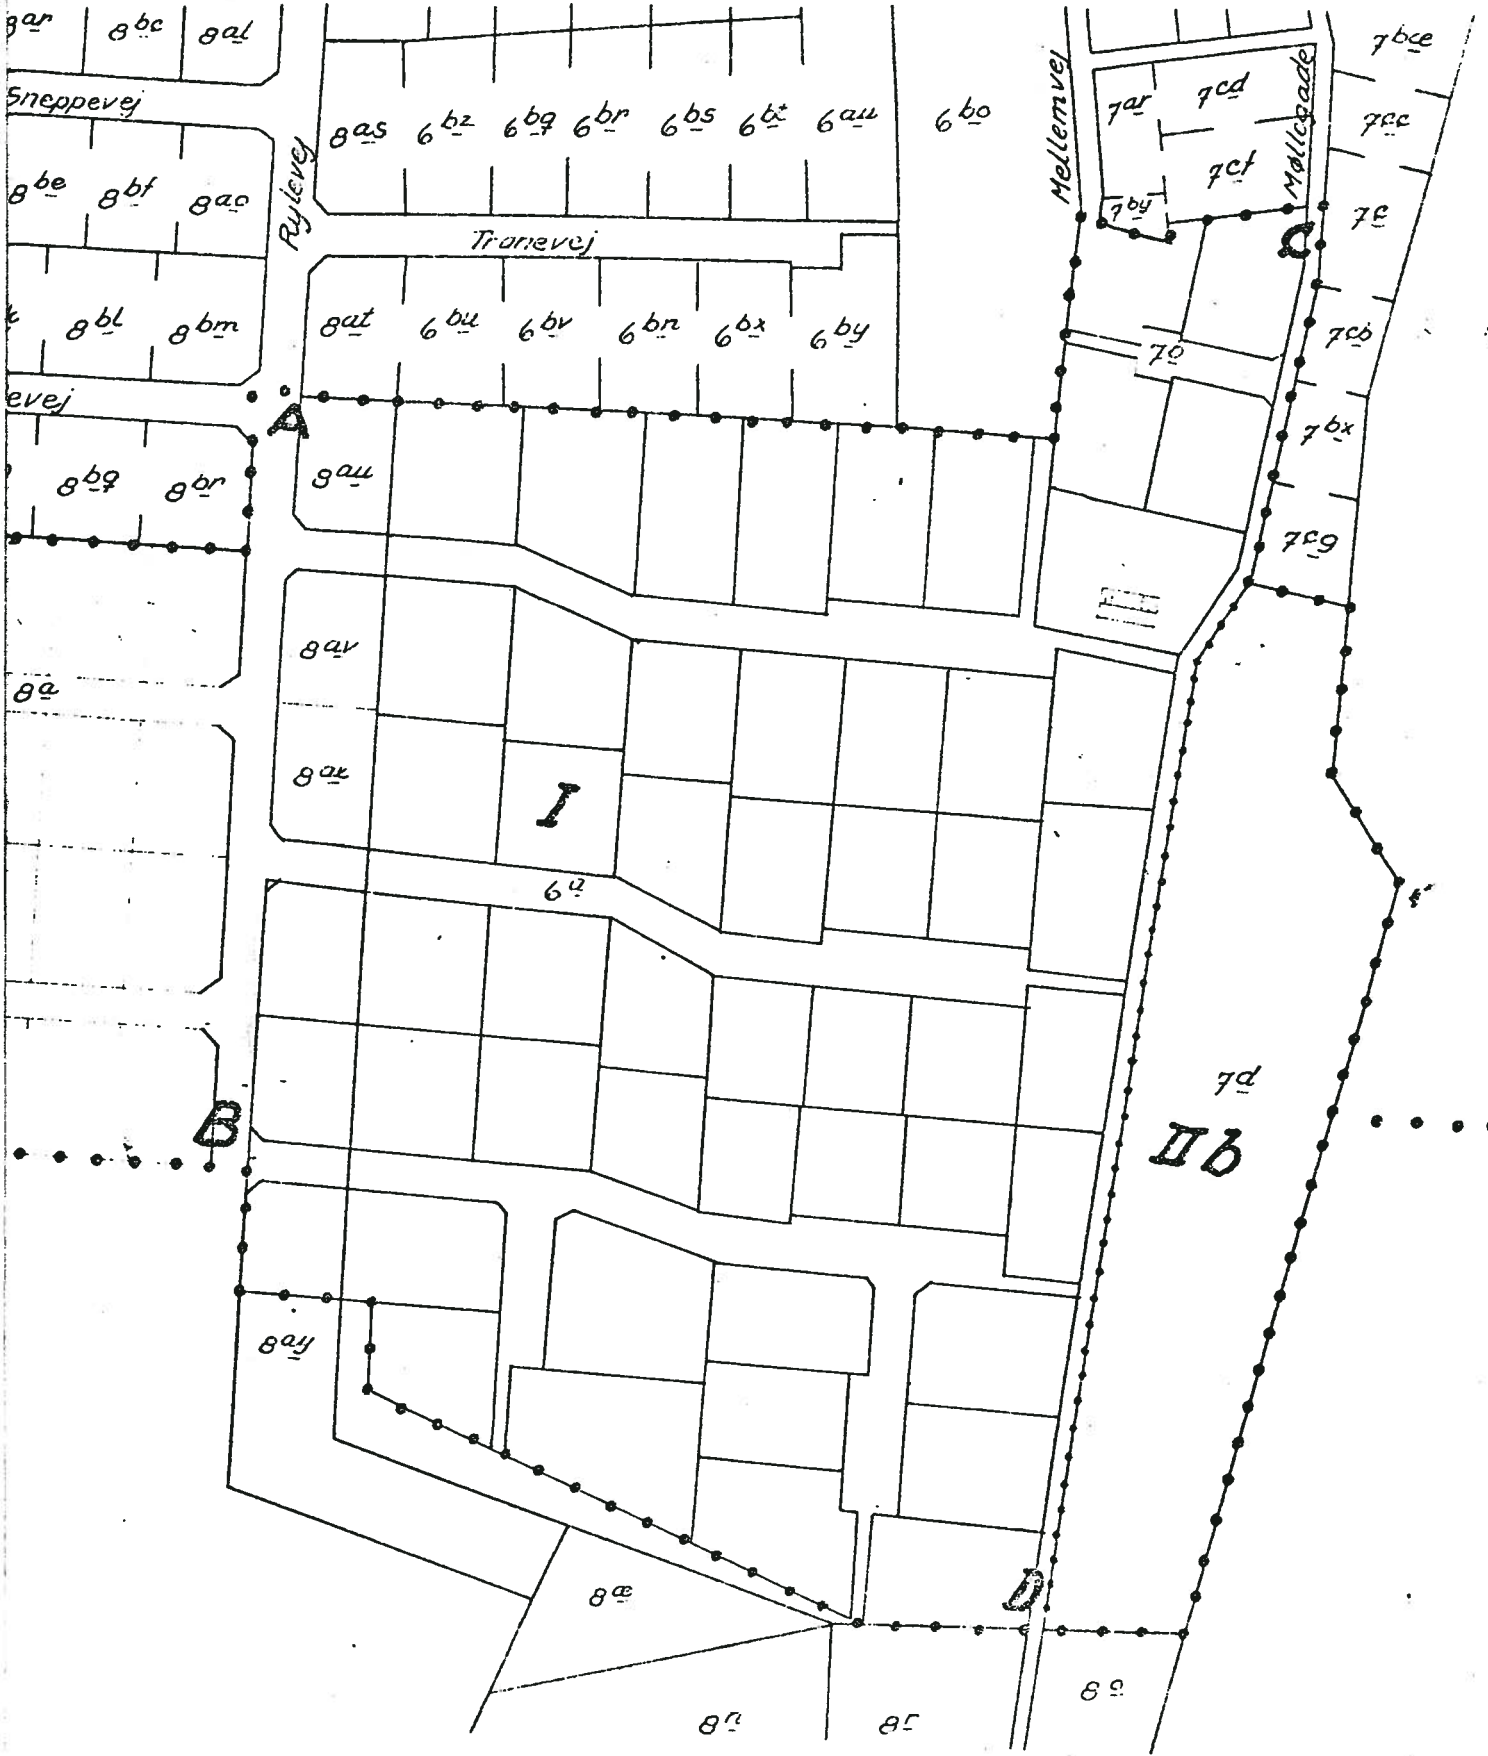 8ar 8bc 8al
7bce
Sneppevej
Rylevej
8as 6bz 6bq 6br 6bs 6bt 6au 6bo
Mellemvej
7ar 7cd
Møllegade
7cc
8be 8bf 8ao
7by 7cf
7c
C
Tranevej
8bl 8bm
8at 6bu 6bv 6bn 6bx 6by
7o
7cb
evej
A
7bx
8bq 8br
8au
7cg
8av
8a
8ax
I
6a
7d
B
IIb
8ay
8æ
D
8n 8r